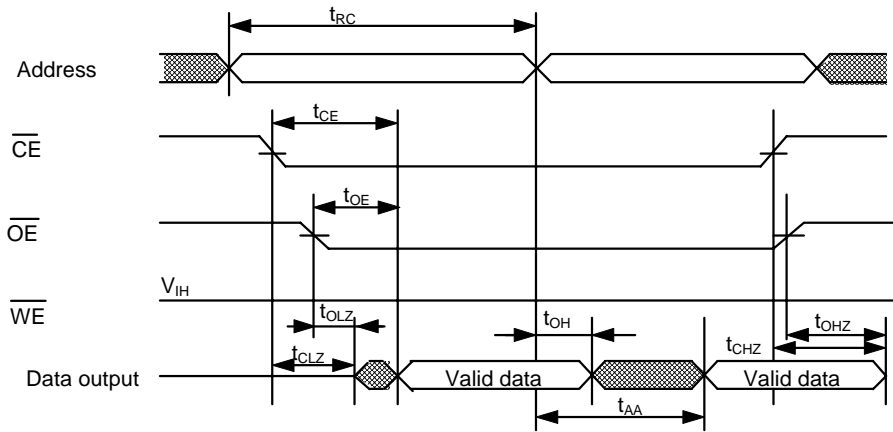 tRC
Address
tCE
CE
tOE
OE
VIH
WE
tOLZ
tOH
tOHZ
tCLZ
tCHZ
Data output
Valid data
Valid data
tAA